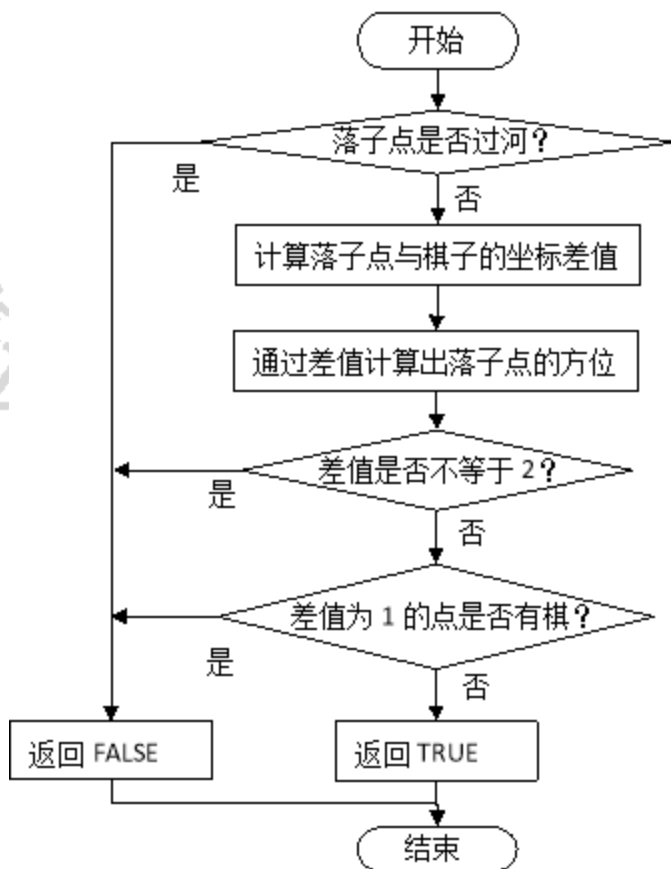 开始
落子点是否过河？
是
否
计算落子点与棋子的坐标差值
通过差值计算出落子点的方位
差值是否不等于 2？
是
否
差值为 1 的点是否有棋？
是
否
返回 FALSE
返回 TRUE
结束